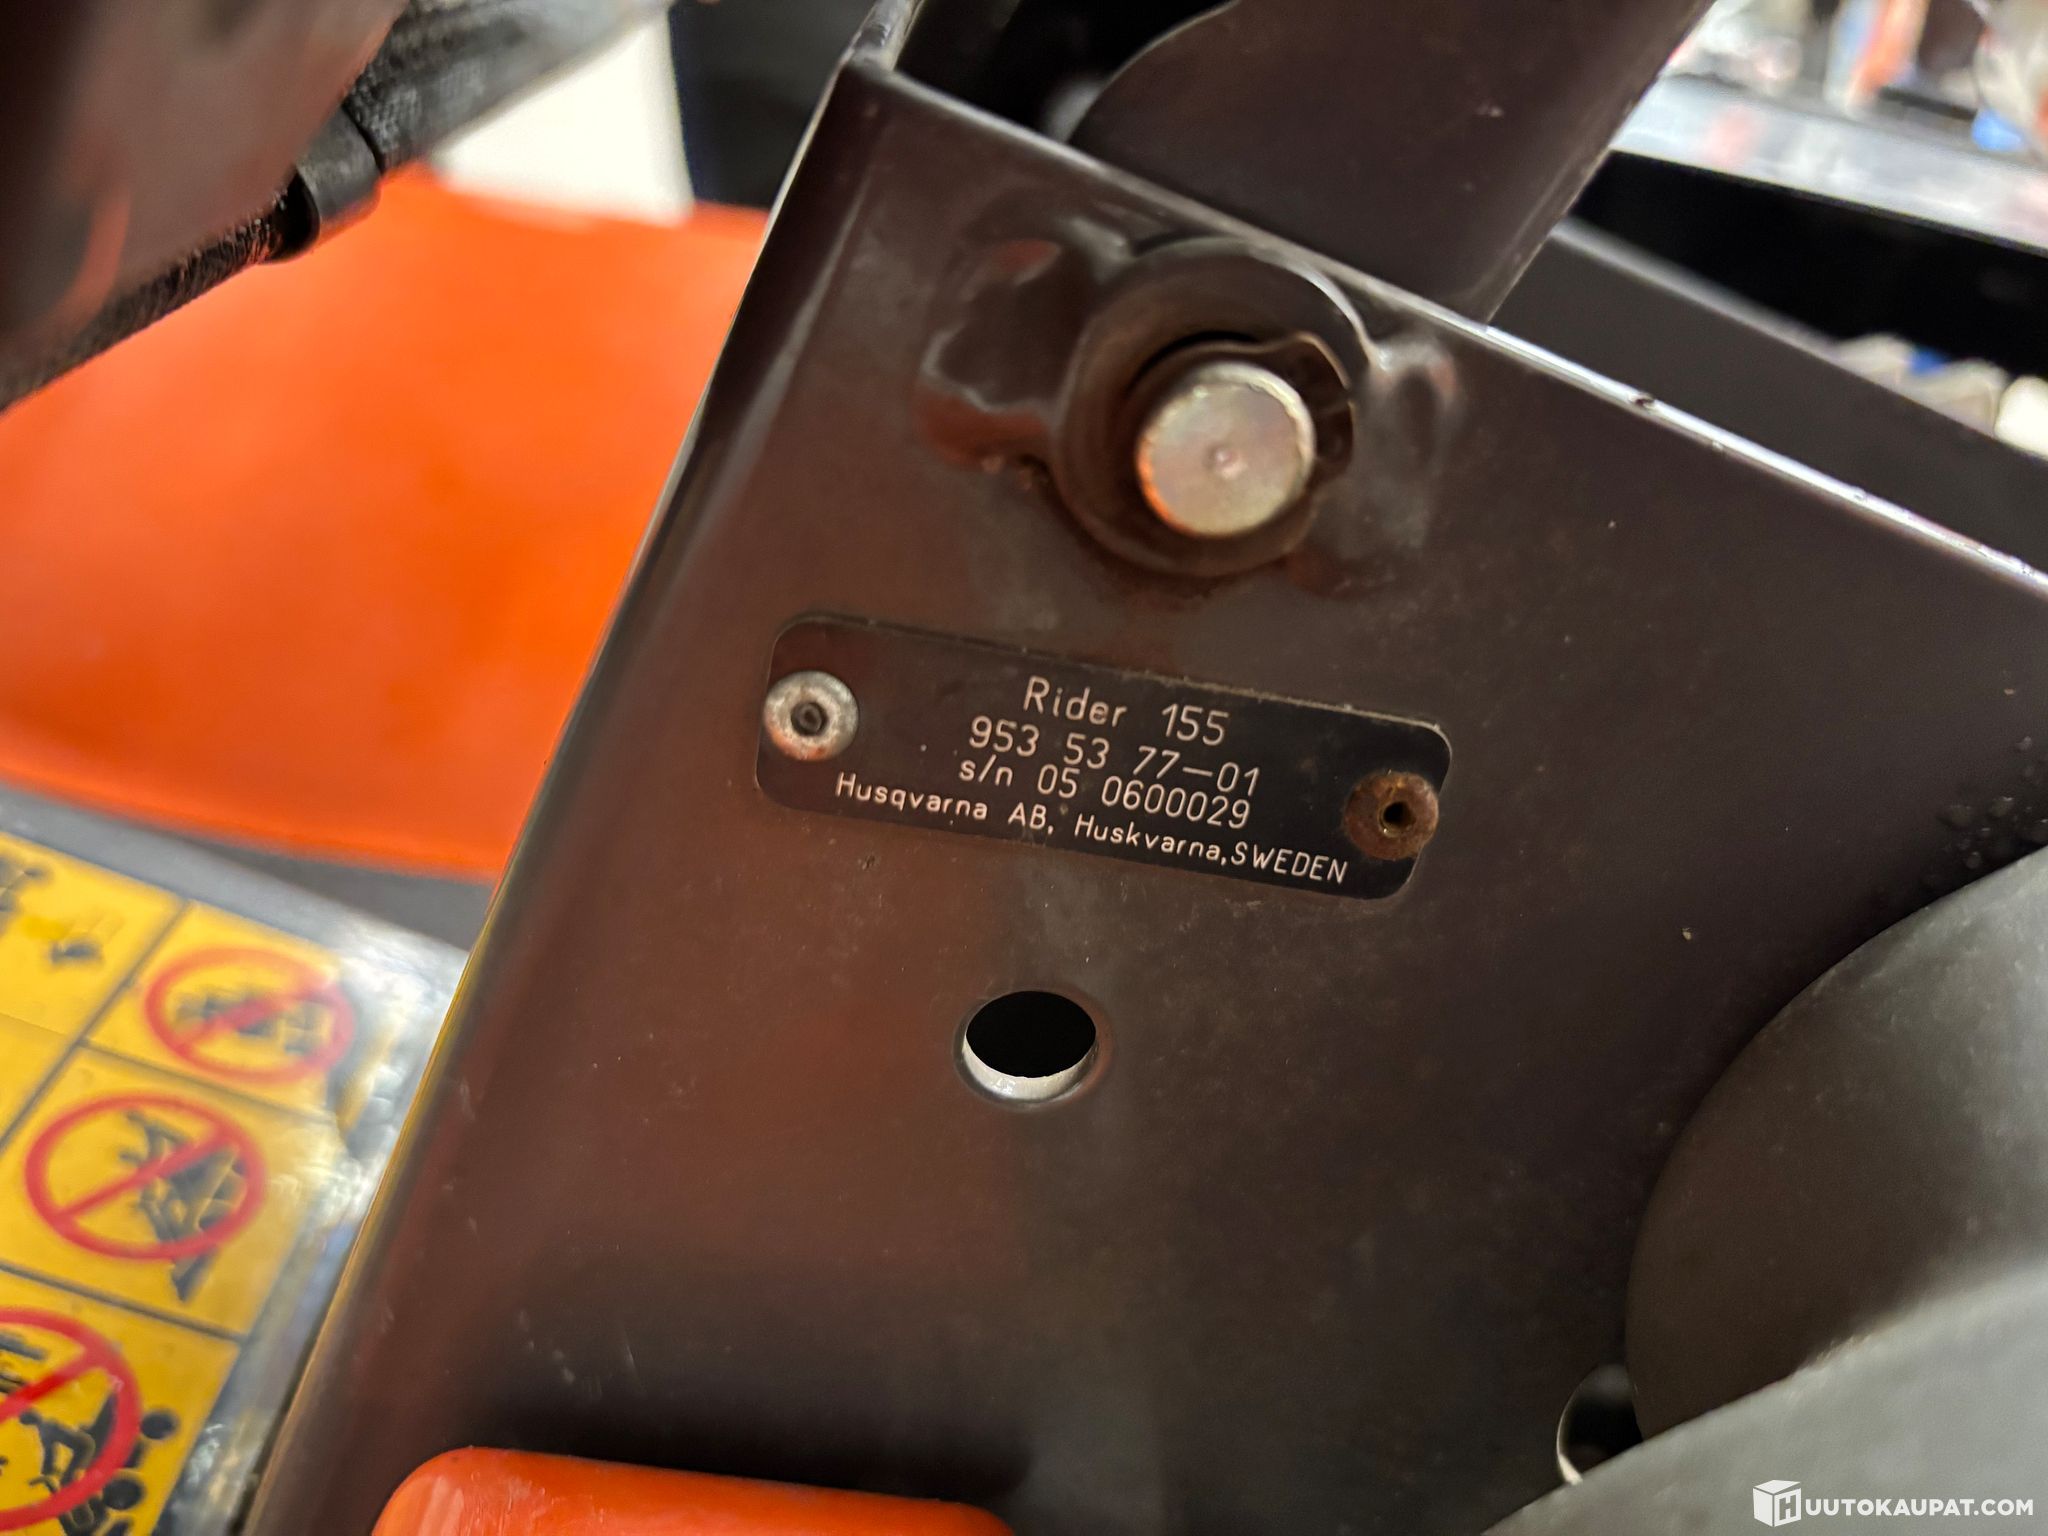 Rider 155
953 53 77-01
s/n 05 0600029
Husqvarna AB, Huskvarna, SWEDEN
HUUTOKAUPAT.COM